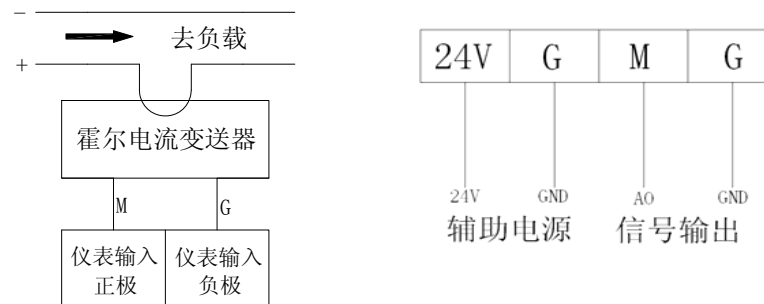 −
去负载
+
霍尔电流变送器
M G
仪表输入 仪表输入
正极 负极
24V G M G
24V GND AO GND
辅助电源 信号输出